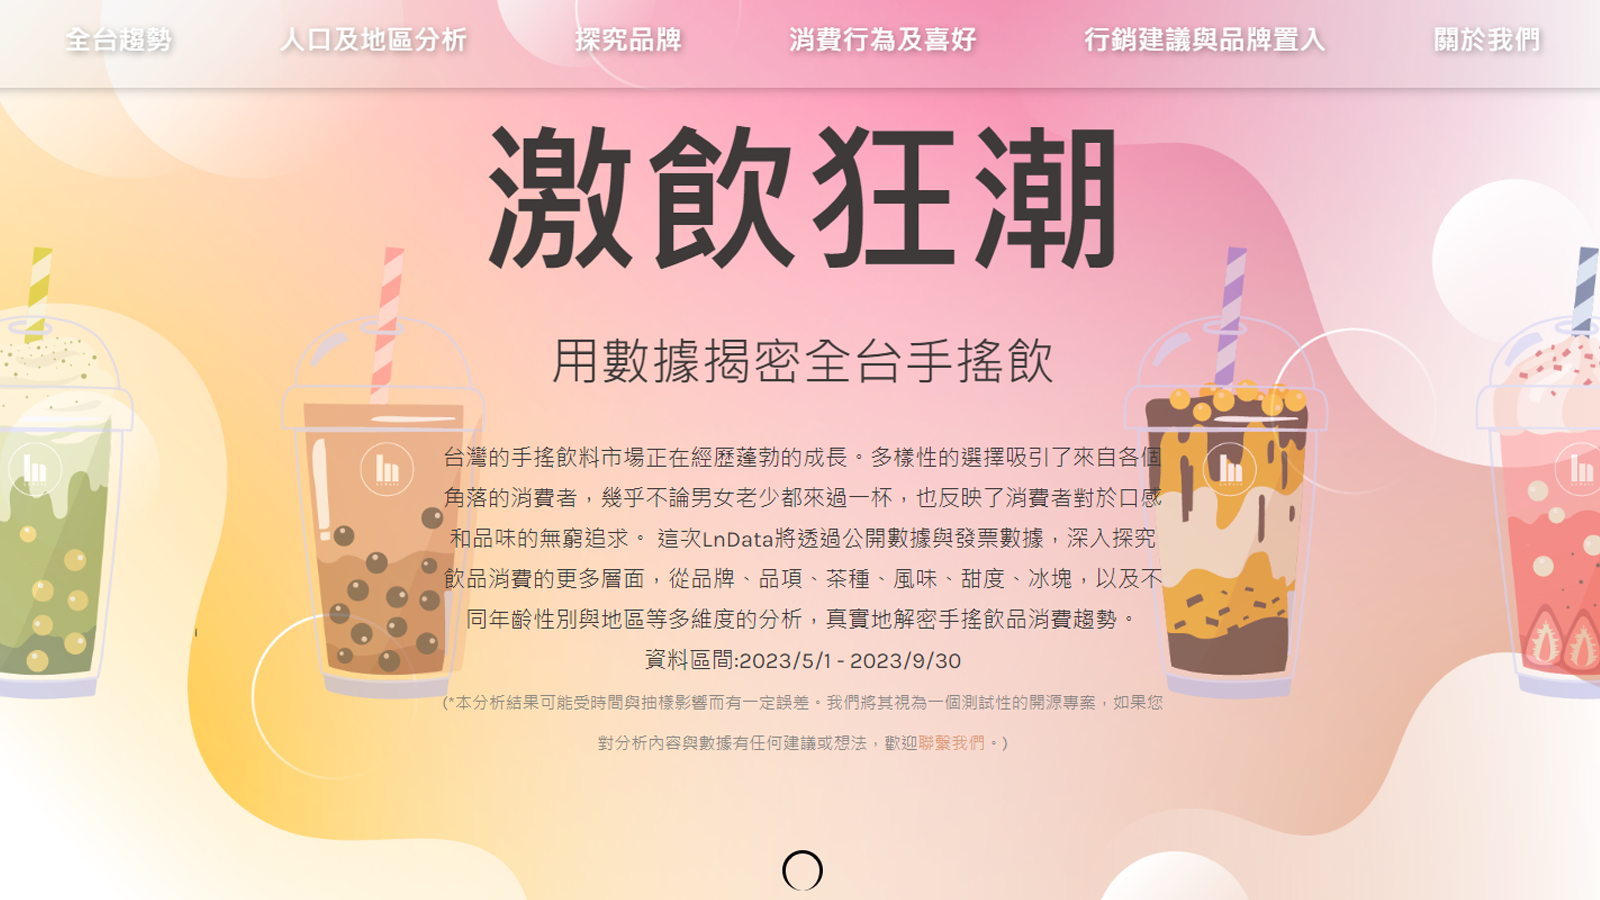 全台趨勢 人口及地區分析 探究品牌 消費行為及喜好 行銷建議與品牌置入 關於我們
激飲狂潮
用數據揭密全台手搖飲
台灣的手搖飲料市場正在經歷蓬勃的成長。多樣性的選擇吸引了來自各個
角落的消費者，幾乎不論男女老少都來過一杯，也反映了消費者對於口感
和品味的無窮追求。 這次LnData將透過公開數據與發票數據，深入探究
飲品消費的更多層面，從品牌、品項、茶種、風味、甜度、冰塊，以及不
同年齡性別與地區等多維度的分析，真實地解密手搖飲品消費趨勢。
資料區間:2023/5/1 - 2023/9/30
(*本分析結果可能受時間與抽樣影響而有一定誤差。我們將其視為一個測試性的開源專案，如果您
對分析內容與數據有任何建議或想法，歡迎聯繫我們。)
ln
ln
ln
ln